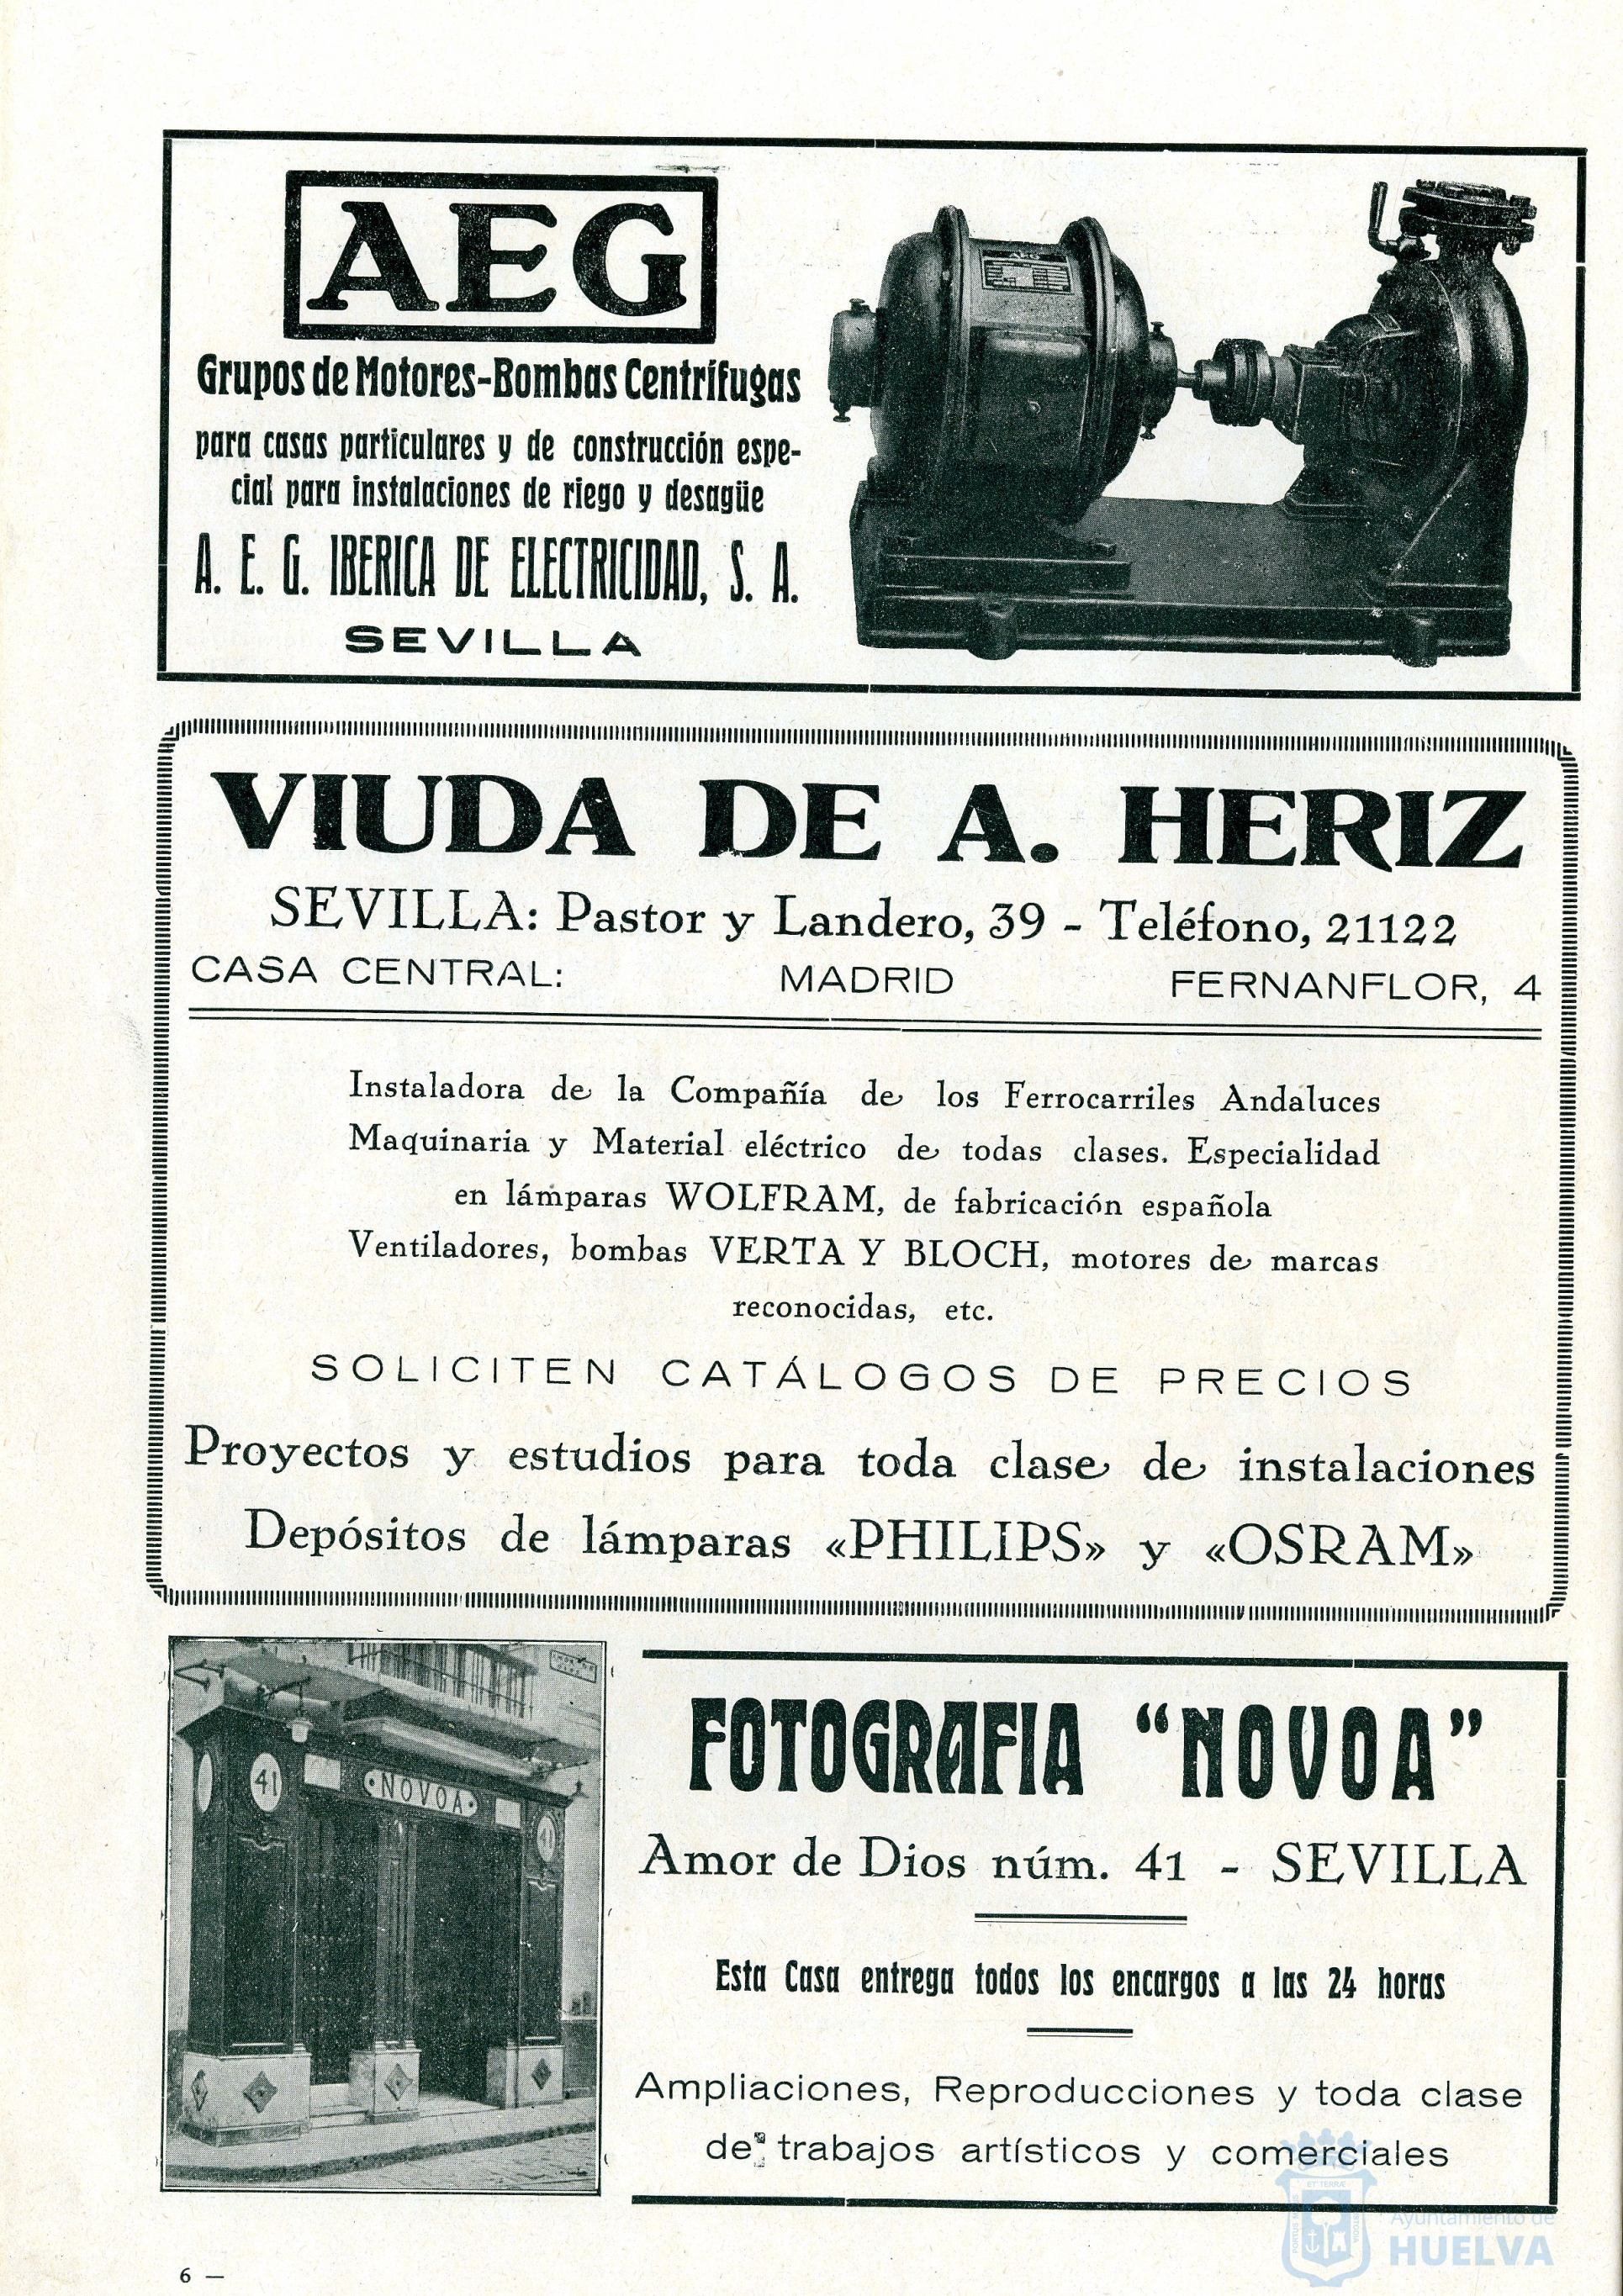 AEG
Grupos de Motores-Bombas Centrífugas
para casas particulares y de construcción espe-
cial para instalaciones de riego y desagüe
A. E. G. IBERICA DE ELECTRICIDAD, S. A.
SEVILLA
AEG
VIUDA DE A. HERIZ
SEVILLA: Pastor y Landero, 39 - Teléfono, 21122
CASA CENTRAL: MADRID FERNANFLOR, 4
Instaladora de la Compañía de los Ferrocarriles Andaluces
Maquinaria y Material eléctrico de todas clases. Especialidad
en lámparas WOLFRAM, de fabricación española
Ventiladores, bombas VERTA Y BLOCH, motores de marcas
reconocidas, etc.
SOLICITEN CATÁLOGOS DE PRECIOS
Proyectos y estudios para toda clase de instalaciones
Depósitos de lámparas «PHILIPS» y «OSRAM»
41
·NOVOA·
41
FOTOGRAFIA “NOVOA”
Amor de Dios núm. 41 - SEVILLA
Esta Casa entrega todos los encargos a las 24 horas
Ampliaciones, Reproducciones y toda clase
de trabajos artísticos y comerciales
Ayuntamiento de
HUELVA
6 —